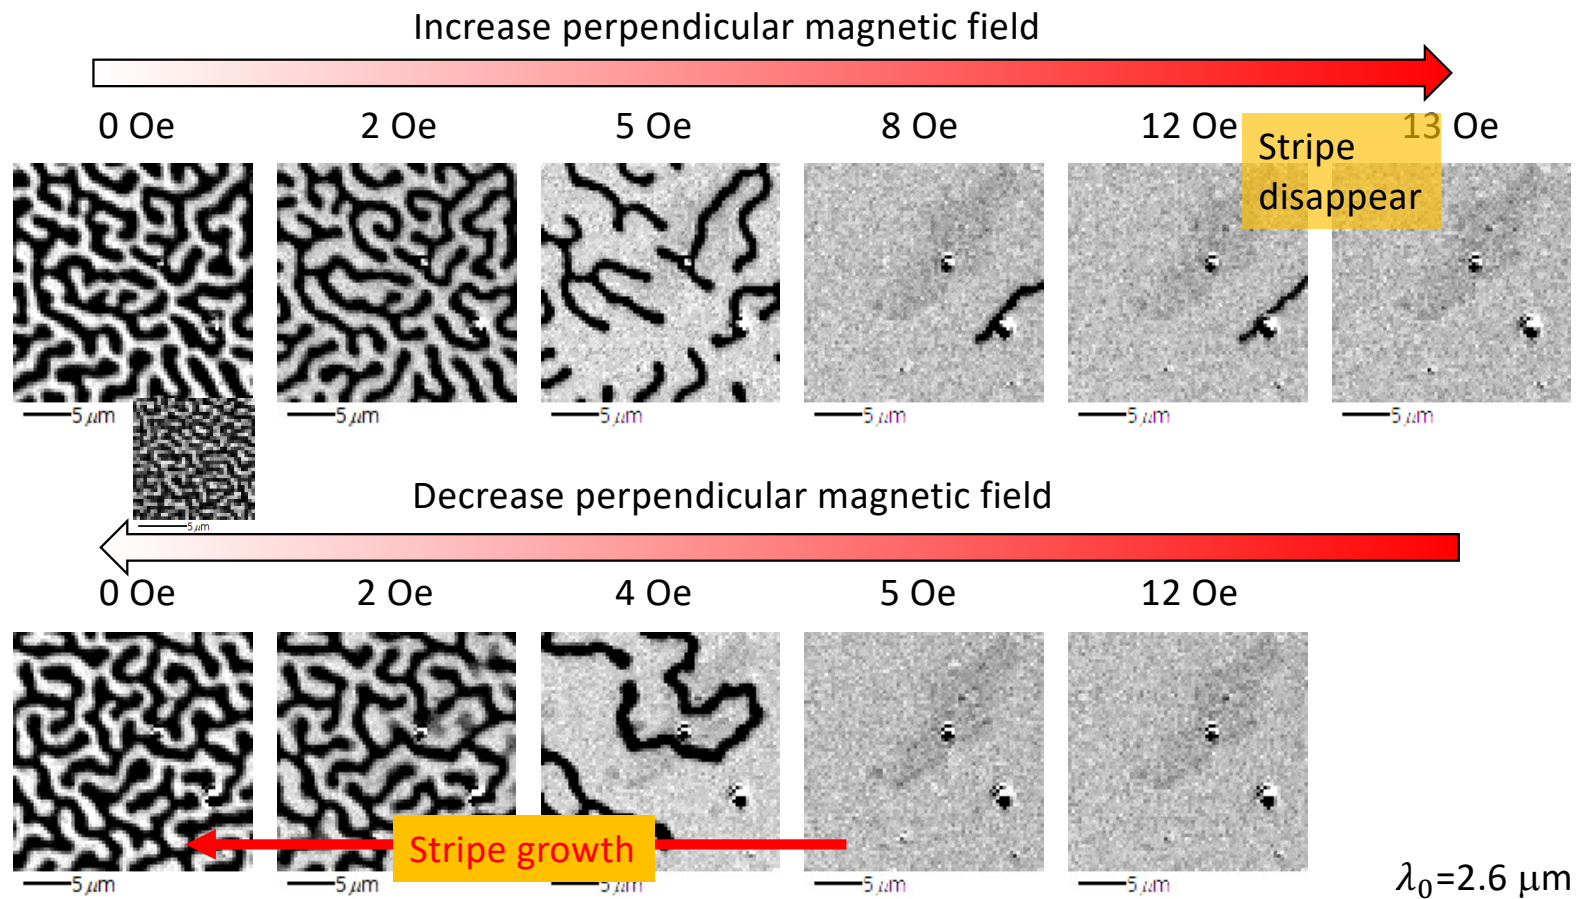 Increase perpendicular magnetic field
0 Oe 2 Oe 5 Oe 8 Oe 12 Oe 13 Oe
Stripe
disappear
5 μm 5 μm 5 μm 5 μm 5 μm 5 μm
5 μm
Decrease perpendicular magnetic field
0 Oe 2 Oe 4 Oe 5 Oe 12 Oe
Stripe growth
5 μm 5 μm 5 μm 5 μm 5 μm
λ₀=2.6 μm